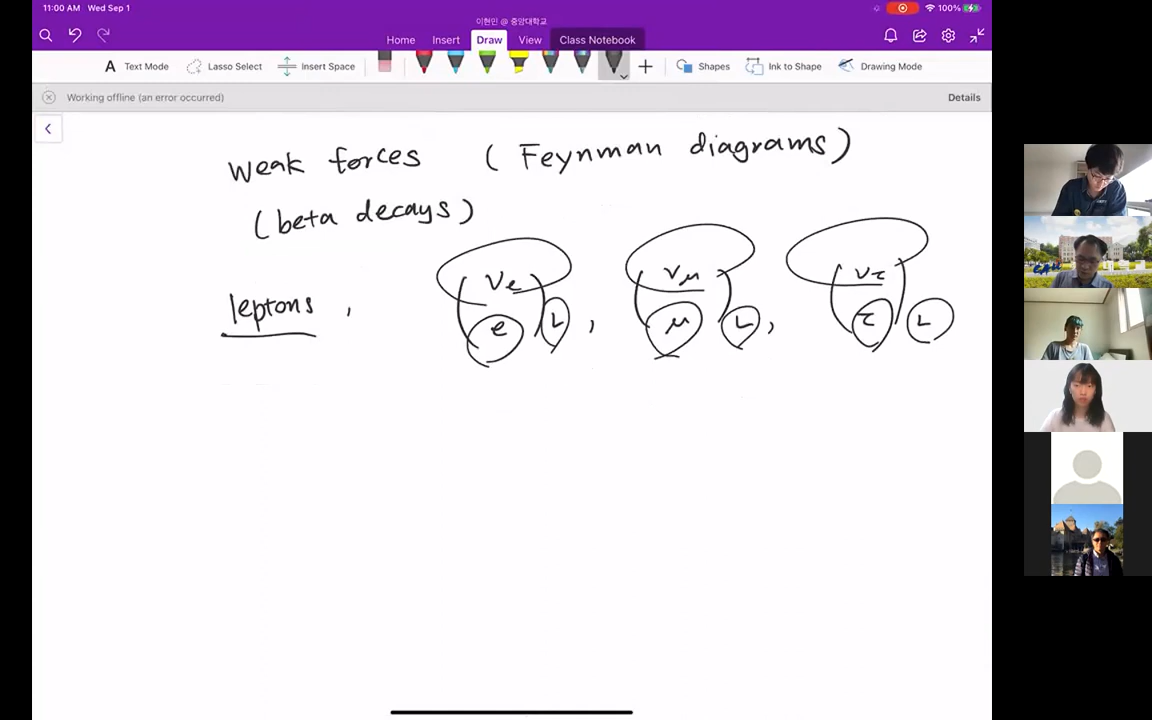 11:00 AM Wed Sep 1
100%
이현민 @ 중앙대학교
Home Insert Draw View Class Notebook
Text Mode Lasso Select Insert Space Shapes Ink to Shape Drawing Mode
Working offline (an error occurred) Details
weak forces (Feynman diagrams)
(beta decays)
leptons, (νe e)L, (νμ μ)L, (ντ τ)L